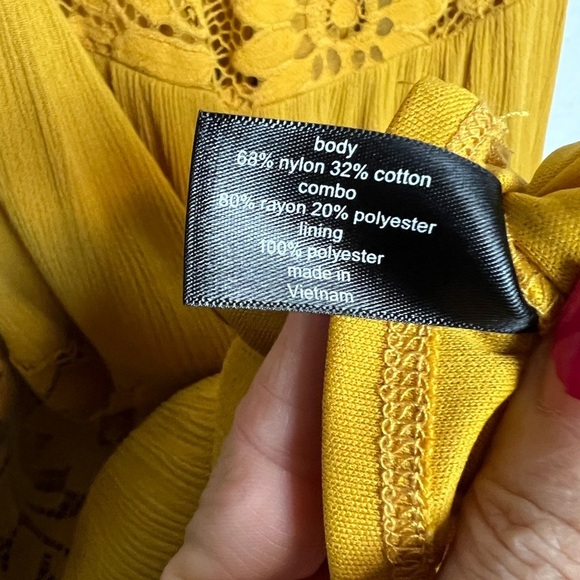 body
68% nylon 32% cotton
combo
80% rayon 20% polyester
lining
100% polyester
made in
Vietnam